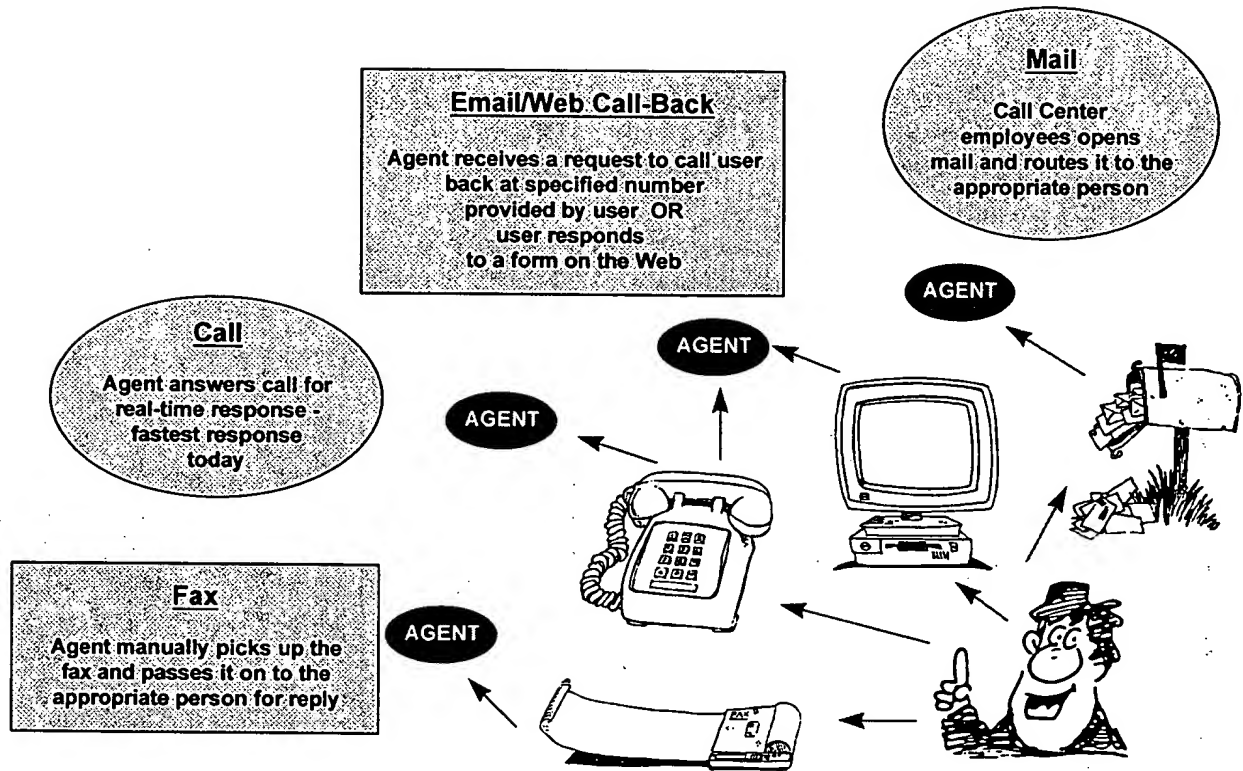 Mail
Call Center
employees opens
mail and routes it to the
appropriate person
Email/Web Call-Back
Agent receives a request to call user
back at specified number
provided by user OR
user responds
to a form on the Web
AGENT
Call
Agent answers call for
real-time response -
fastest response
today
AGENT
AGENT
Fax
Agent manually picks up the
fax and passes it on to the
appropriate person for reply
AGENT
FAX